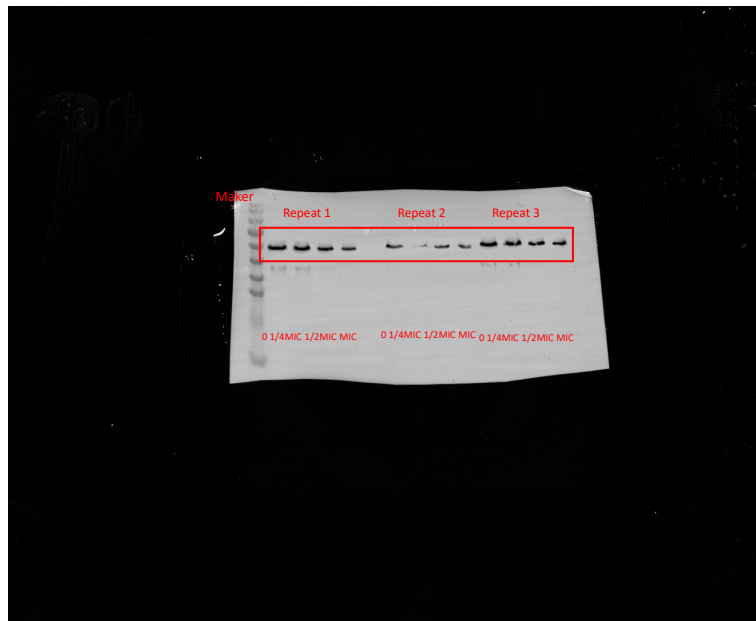 Maker
Repeat 1 Repeat 2 Repeat 3
0 1/4MIC 1/2MIC MIC 0 1/4MIC 1/2MIC MIC 0 1/4MIC 1/2MIC MIC